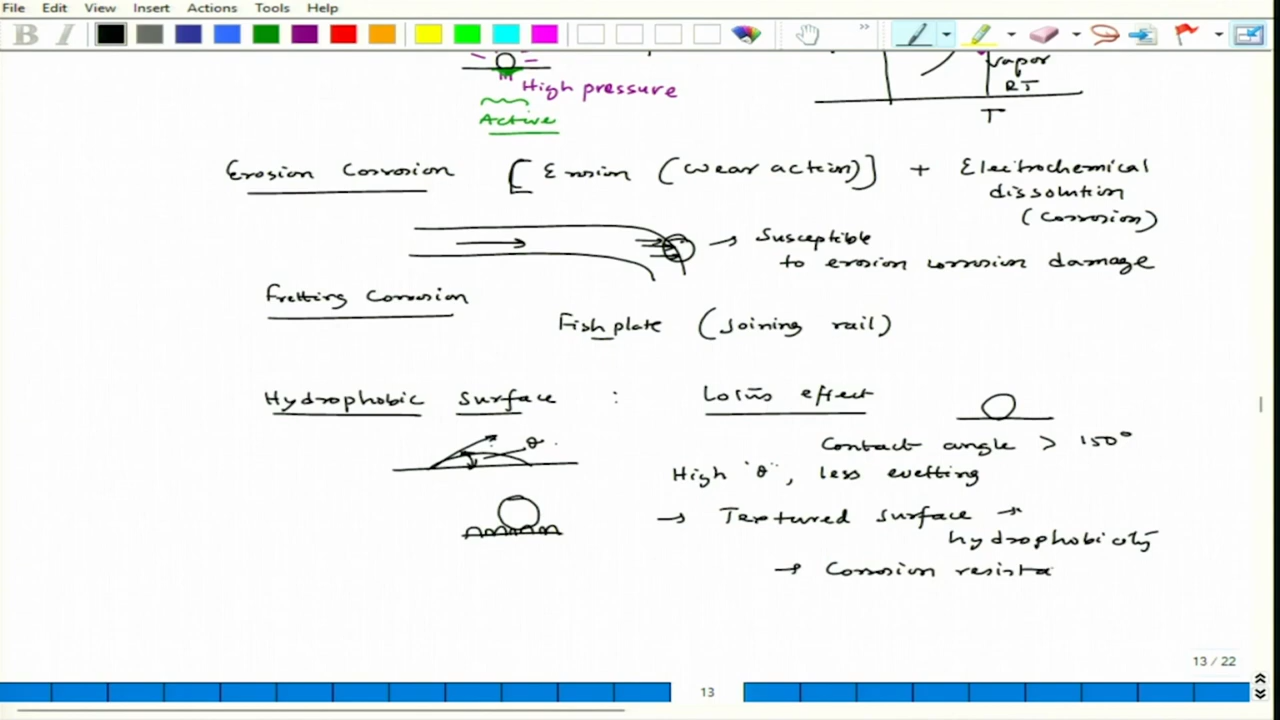 File Edit View Insert Actions Tools Help
B I
vapor
High pressure
RT
Active
T
Erosion Corrosion [Erosion (wear action)] + Electrochemical
dissolution
(corrosion)
Susceptible
to erosion corrosion damage
Fretting Corrosion
Fishplate (Joining rail)
Hydrophobic Surface : Lotus effect
θ
Contact angle > 150°
High "θ", less wetting
→ Textured surface →
hydrophobicity
→ Corrosion resista
13 / 22
13